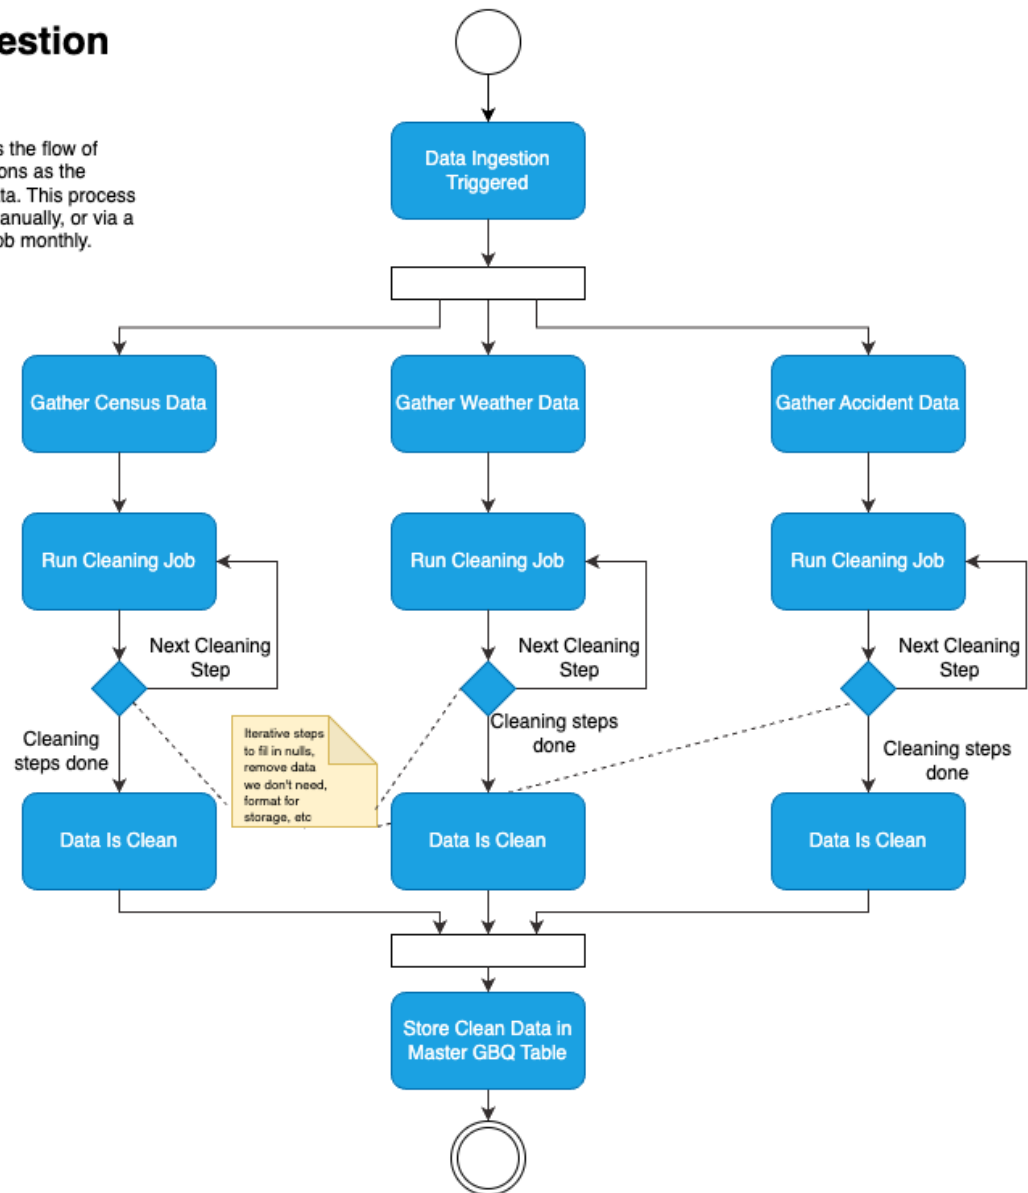 estion
s the flow of
ons as the
ta. This process
anually, or via a
ob monthly.
Data Ingestion
Triggered
Gather Census Data
Gather Weather Data
Gather Accident Data
Run Cleaning Job
Run Cleaning Job
Run Cleaning Job
Next Cleaning
Step
Next Cleaning
Step
Next Cleaning
Step
Cleaning
steps done
Iterative steps
to fill in nulls,
remove data
we don't need,
format for
storage, etc
Cleaning steps
done
Cleaning steps
done
Data Is Clean
Data Is Clean
Data Is Clean
Store Clean Data in
Master GBQ Table